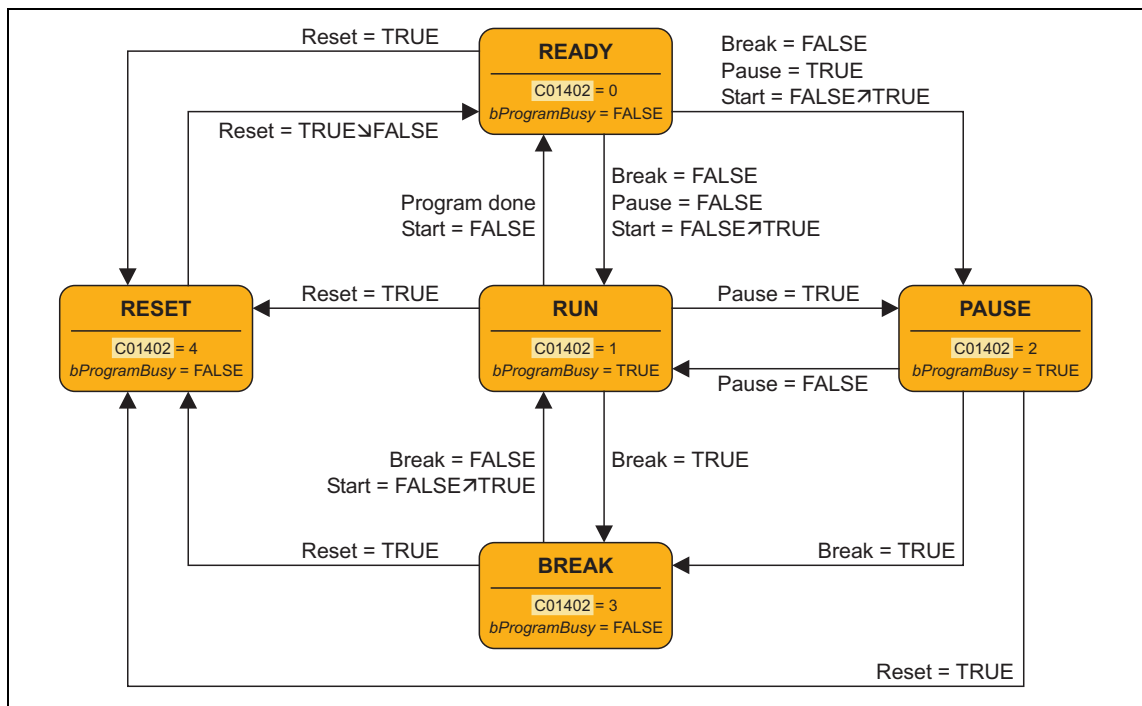 Reset = TRUE
READY
C01402 = 0
bProgramBusy = FALSE
Break = FALSE
Pause = TRUE
Start = FALSE↗TRUE
Reset = TRUE↘FALSE
Program done
Start = FALSE
Break = FALSE
Pause = FALSE
Start = FALSE↗TRUE
RESET
C01402 = 4
bProgramBusy = FALSE
Reset = TRUE
RUN
C01402 = 1
bProgramBusy = TRUE
Pause = TRUE
Pause = FALSE
PAUSE
C01402 = 2
bProgramBusy = TRUE
Break = FALSE
Start = FALSE↗TRUE
Break = TRUE
Reset = TRUE
BREAK
C01402 = 3
bProgramBusy = FALSE
Break = TRUE
Reset = TRUE